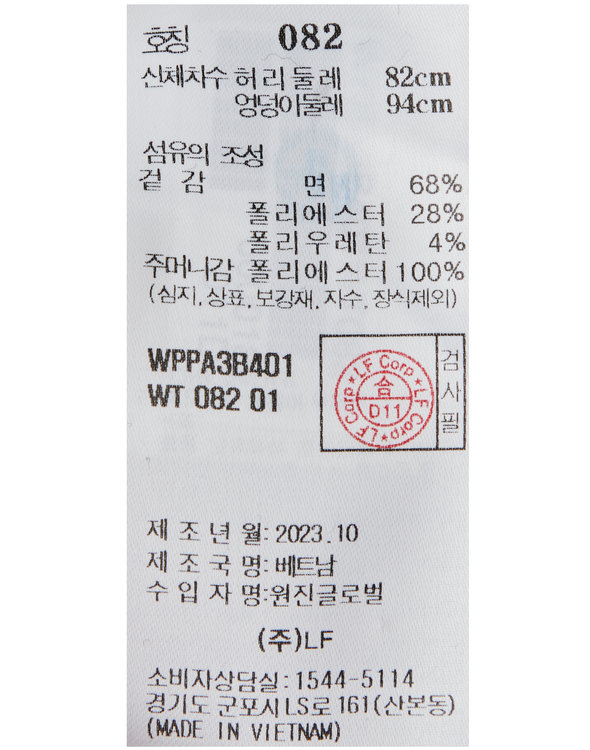 호칭 082
신체치수 허리둘레 82cm
엉덩이둘레 94cm
섬유의 조성
겉감 면 68%
폴리에스터 28%
폴리우레탄 4%
주머니감 폴리에스터 100%
(심지,상표,보강재,자수,장식제외)
WPPA3B401
WT 082 01
★LF Corp★LF Corp★LF Corp
合
D11
검사필
제조년월: 2023.10
제조국명: 베트남
수입자명:원진글로벌
(주)LF
소비자상담실:1544-5114
경기도 군포시 LS로 161(산본동)
(MADE IN VIETNAM)